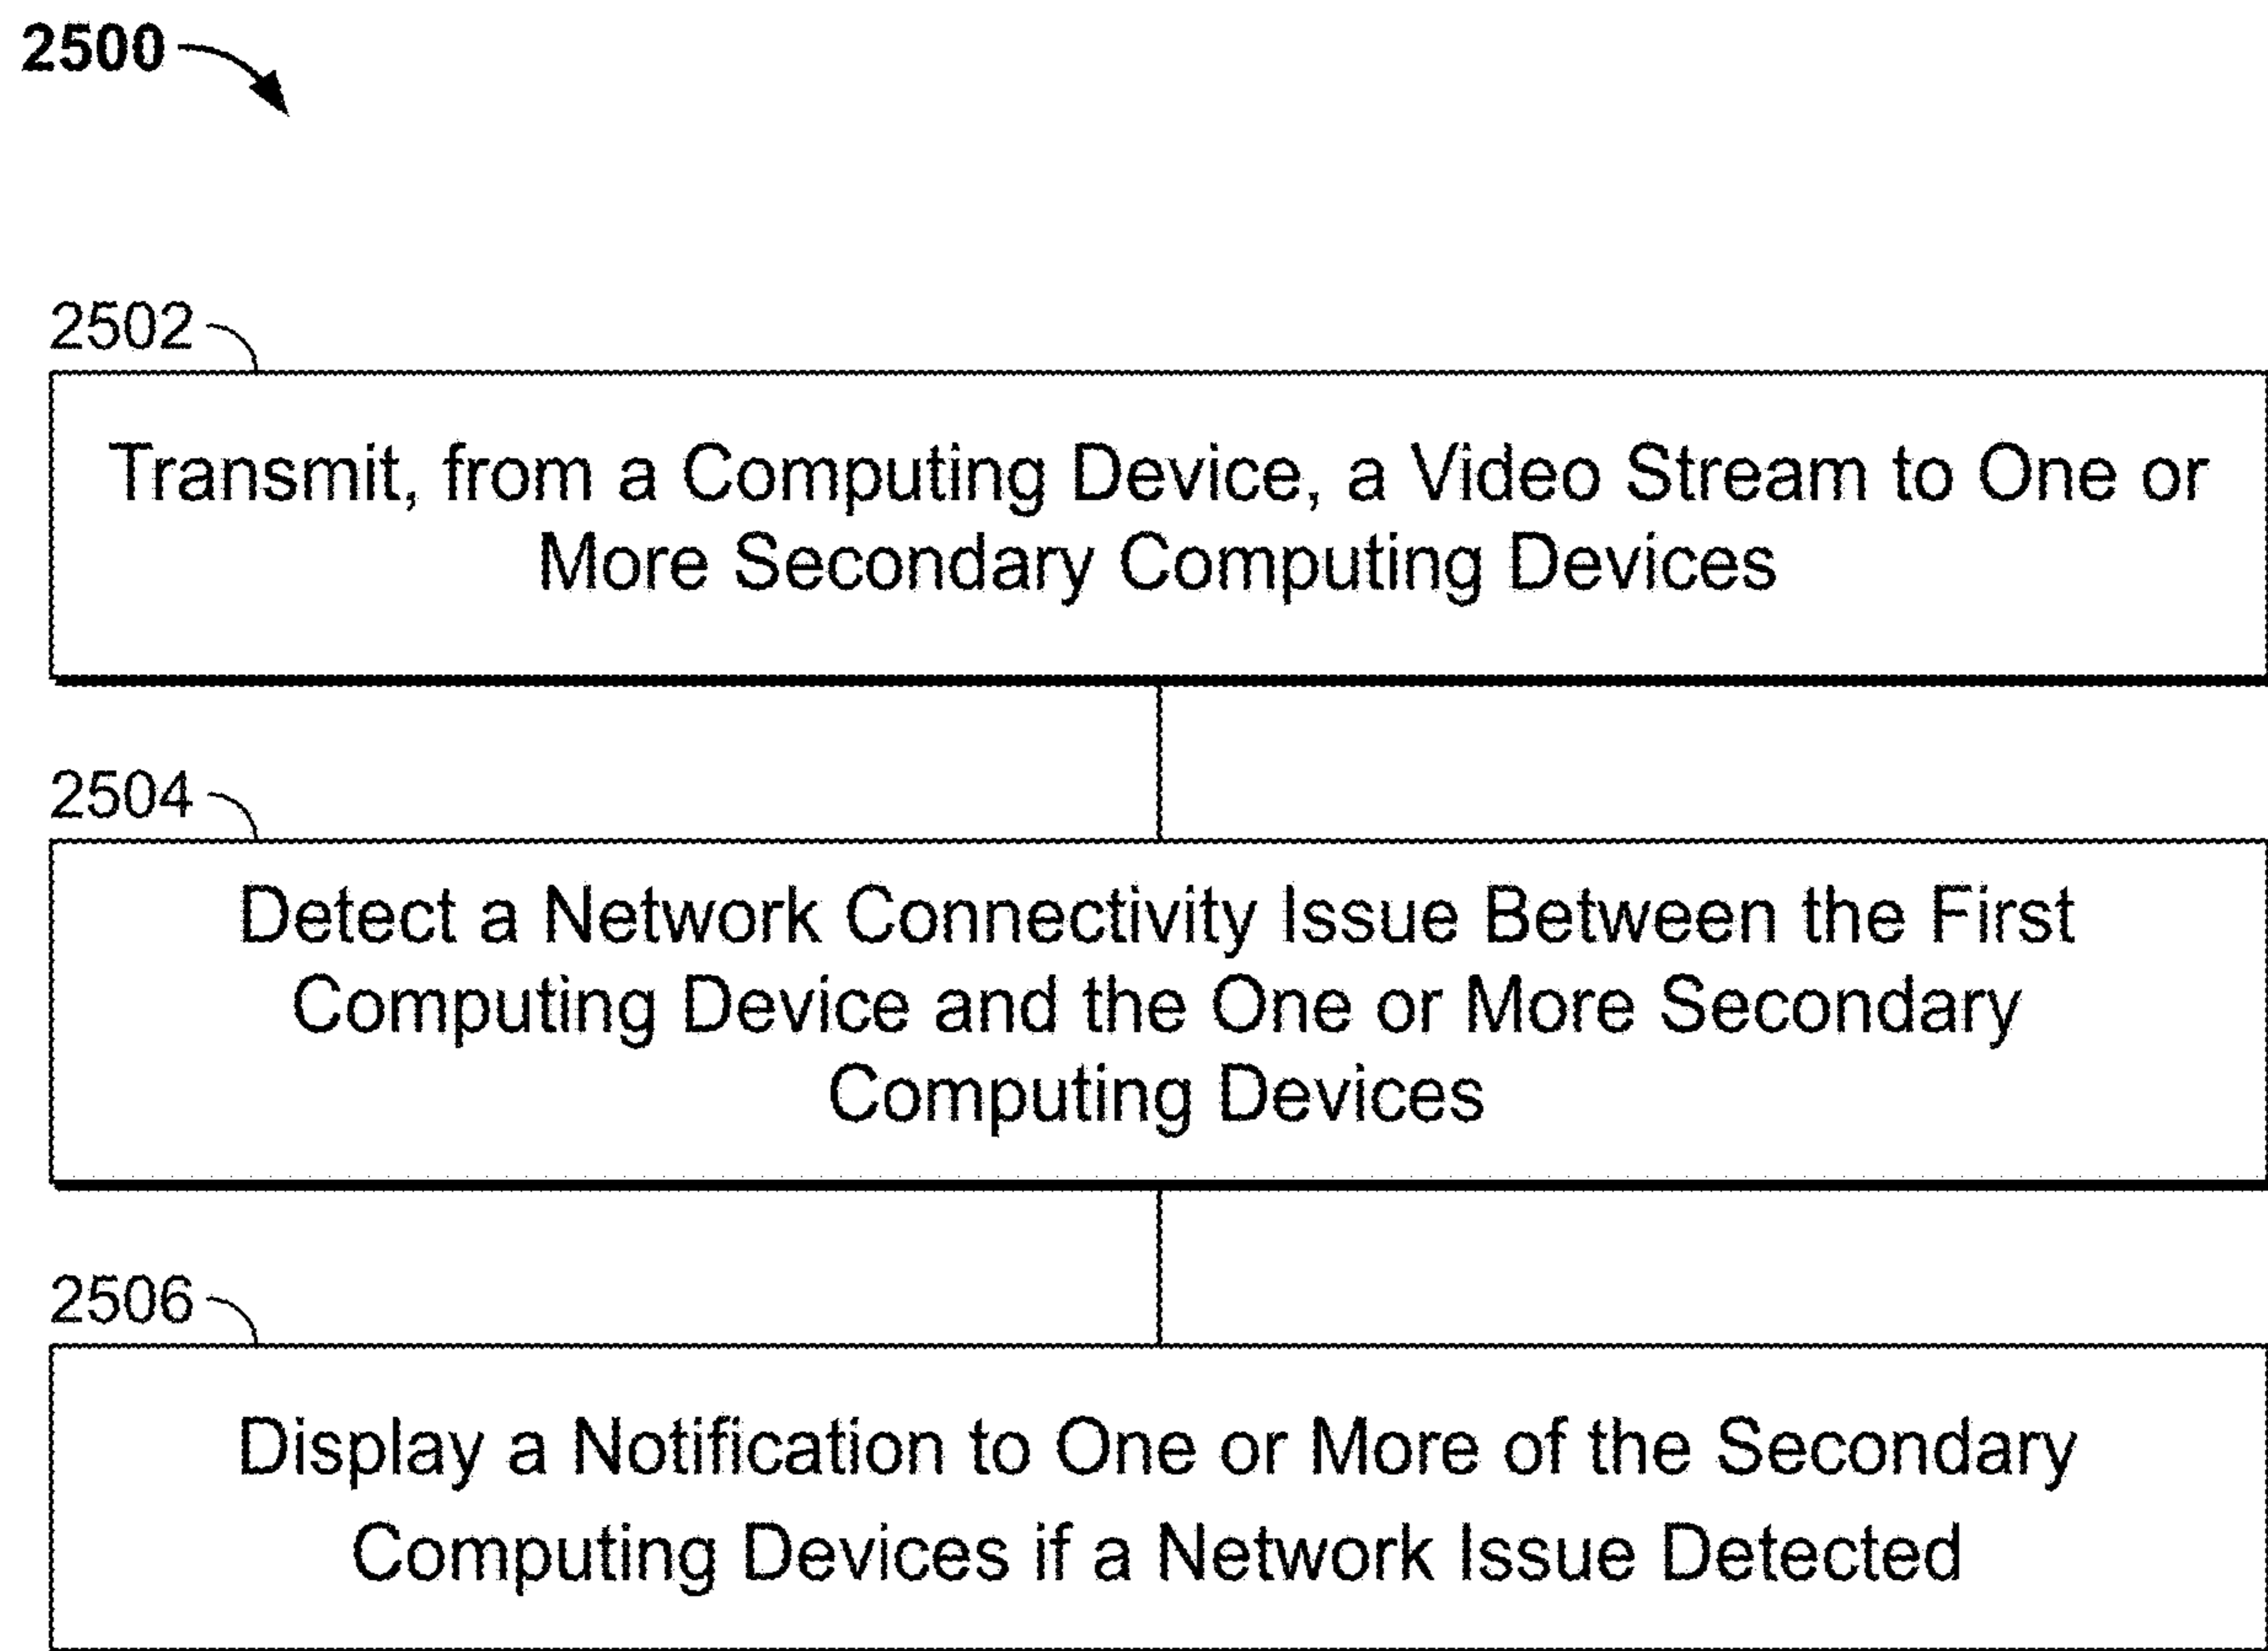 2500
2502
Transmit, from a Computing Device, a Video Stream to One or
More Secondary Computing Devices
2504
Detect a Network Connectivity Issue Between the First
Computing Device and the One or More Secondary
Computing Devices
2506
Display a Notification to One or More of the Secondary
Computing Devices if a Network Issue Detected